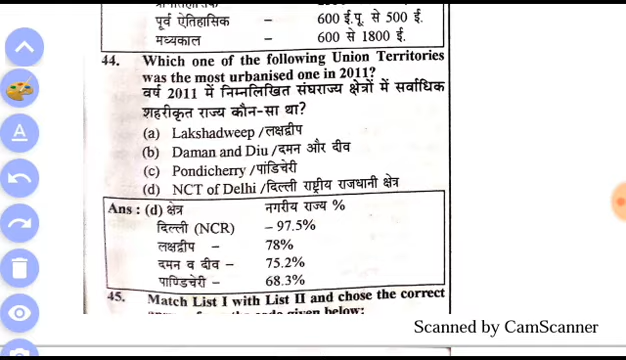 पूर्व ऐतिहासिक – 600 ई.पू. से 500 ई.
मध्यकाल – 600 से 1800 ई.
44. Which one of the following Union Territories
was the most urbanised one in 2011?
वर्ष 2011 में निम्नलिखित संघराज्य क्षेत्रों में सर्वाधिक
शहरीकृत राज्य कौन-सा था?
(a) Lakshadweep /लक्षद्वीप
(b) Daman and Diu /दमन और दीव
(c) Pondicherry /पांडिचेरी
(d) NCT of Delhi /दिल्ली राष्ट्रीय राजधानी क्षेत्र
Ans : (d) क्षेत्र नगरीय राज्य %
दिल्ली (NCR) – 97.5%
लक्षद्वीप – 78%
दमन व दीव – 75.2%
पाण्डिचेरी – 68.3%
45. Match List I with List II and chose the correct
given below:
Scanned by CamScanner
A